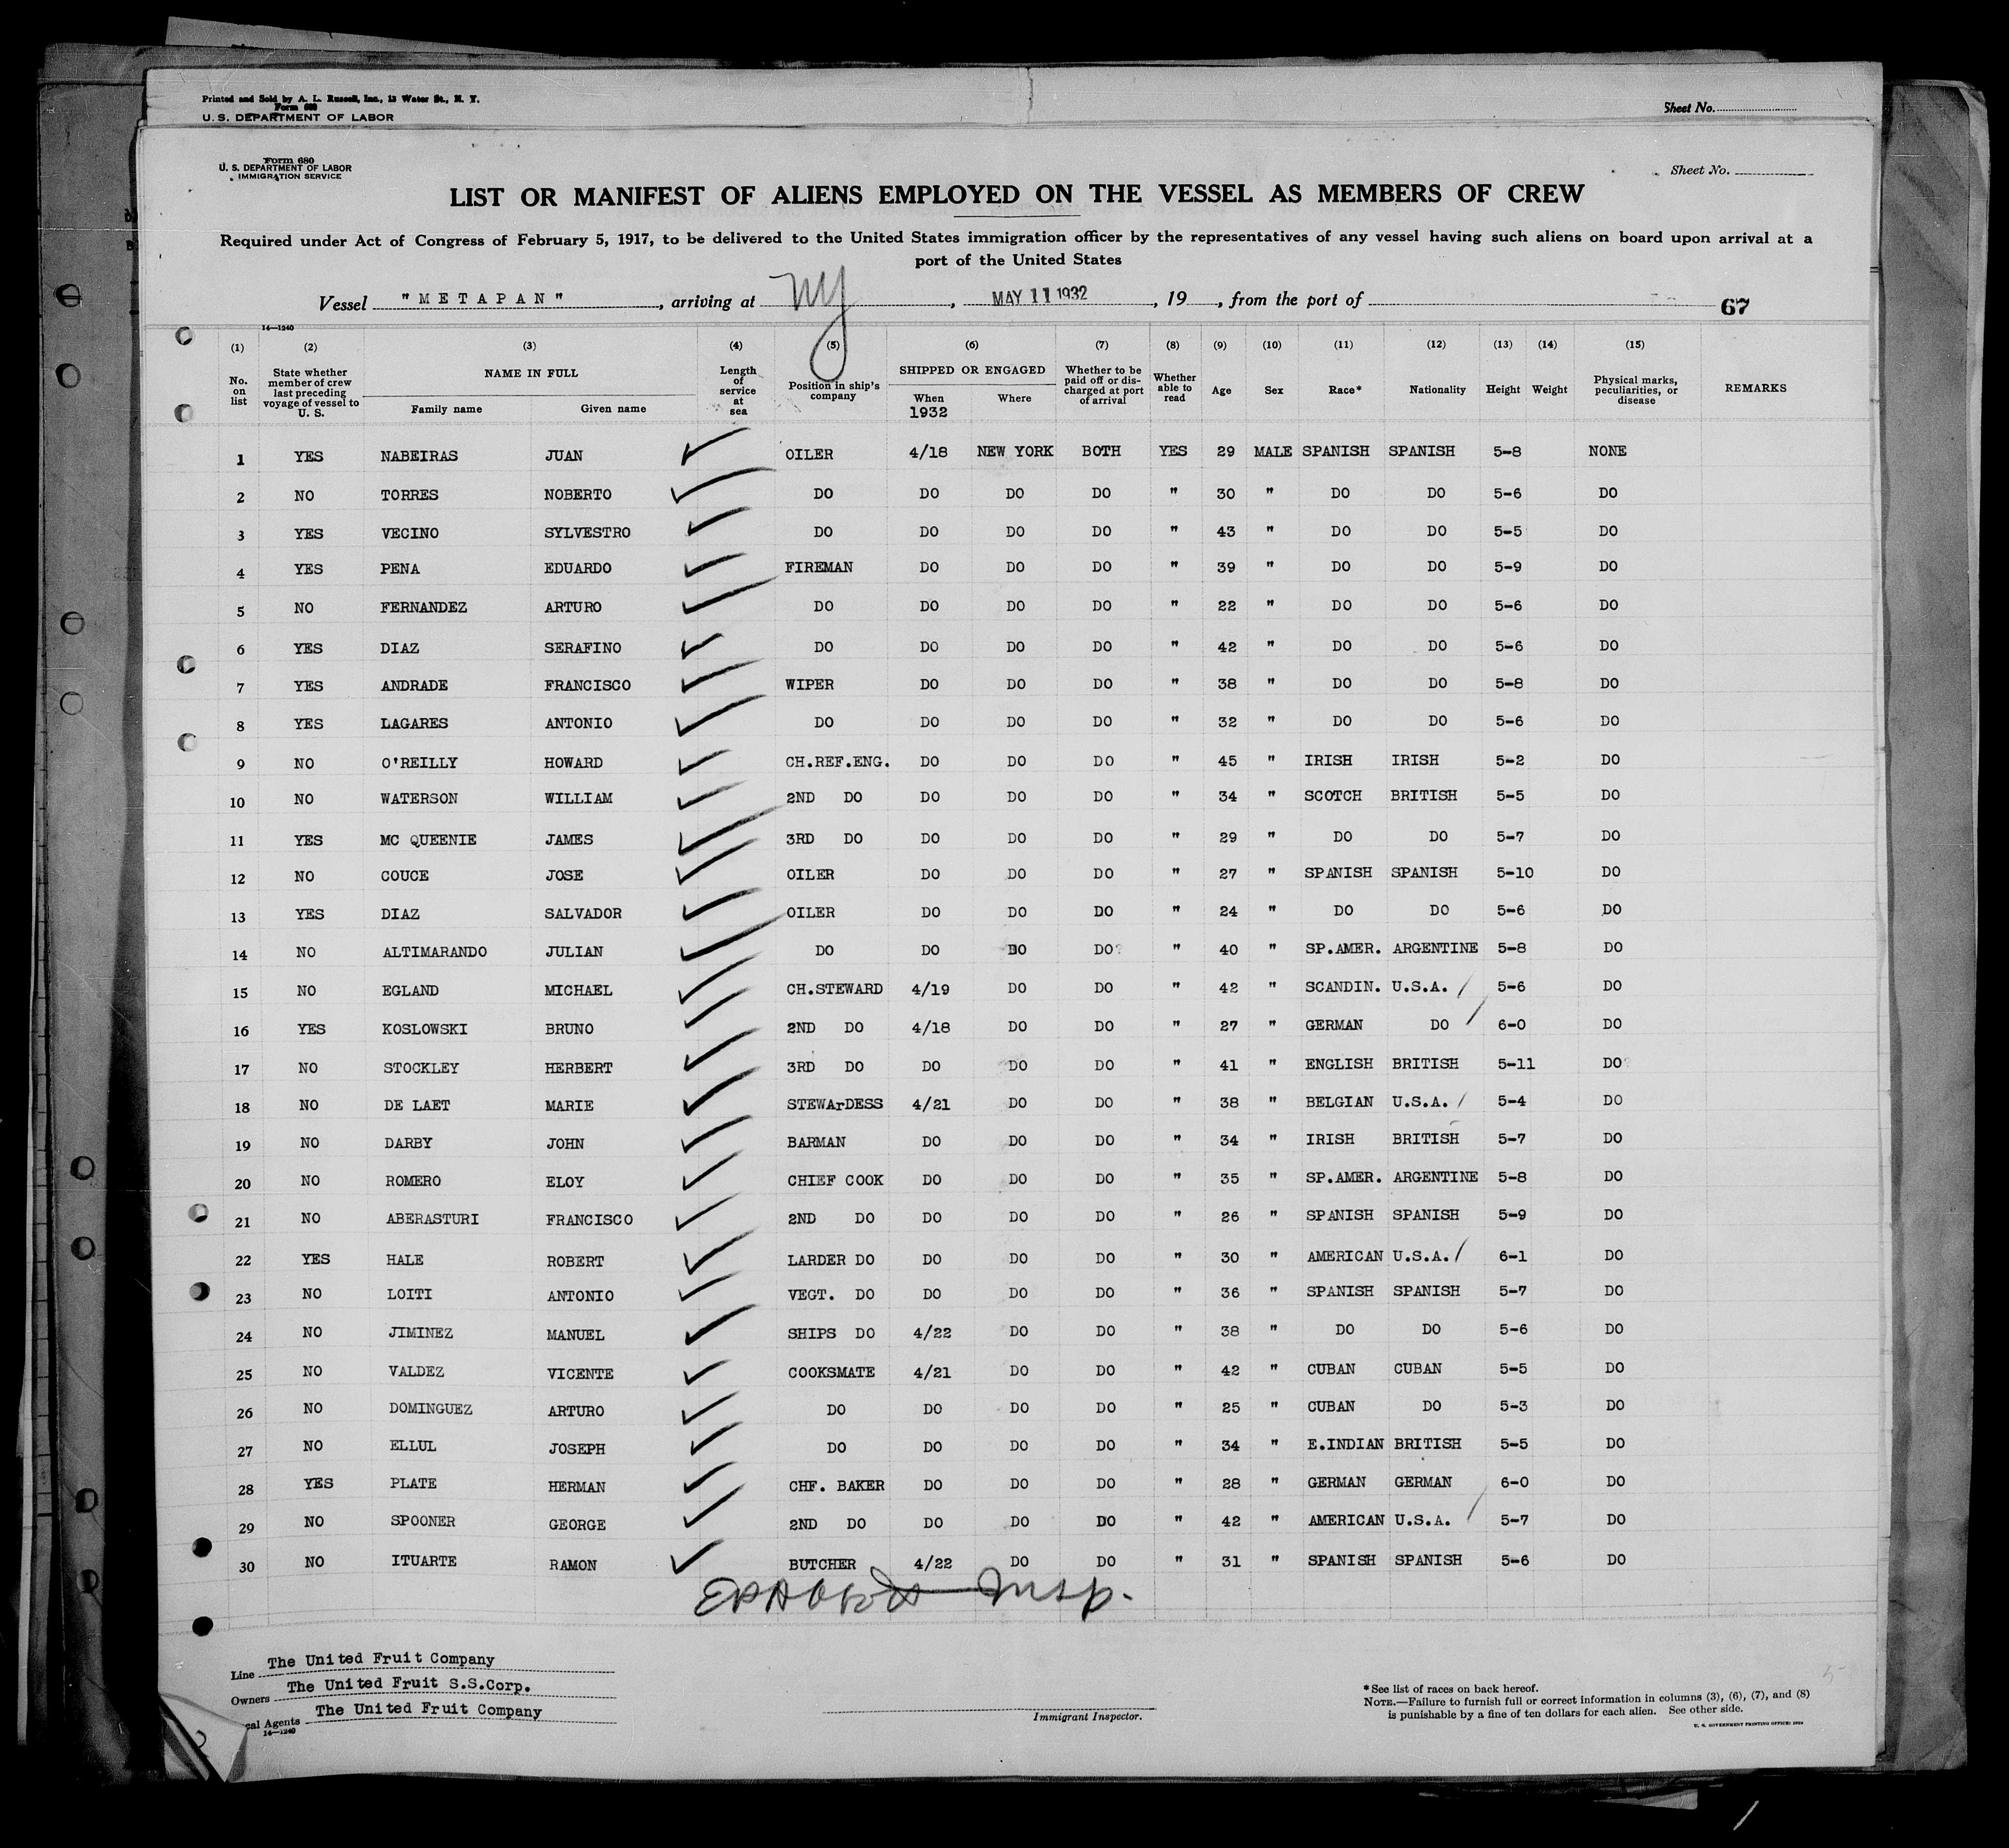 Printed and Sold by A. L. Russell, Inc., 13 Water St., N. Y.
Form 680
U. S. DEPARTMENT OF LABOR
Sheet No.
Form 680
U. S. DEPARTMENT OF LABOR
IMMIGRATION SERVICE
Sheet No.
LIST OR MANIFEST OF ALIENS EMPLOYED ON THE VESSEL AS MEMBERS OF CREW
Required under Act of Congress of February 5, 1917, to be delivered to the United States immigration officer by the representatives of any vessel having such aliens on board upon arrival at a
port of the United States
Vessel "METAPAN", arriving at NY, MAY 11 1932, 19, from the port of 67
14—1240
(1) (2) (3) (4) (5) (6) (7) (8) (9) (10) (11) (12) (13) (14) (15)
No. on list State whether member of crew last preceding voyage of vessel to U. S. NAME IN FULL Family name Given name Length of service at sea Position in ship's company SHIPPED OR ENGAGED When 1932 Where Whether to be paid off or discharged at port of arrival Whether able to read Age Sex Race* Nationality Height Weight Physical marks, peculiarities, or disease REMARKS
1 YES NABEIRAS JUAN OILER 4/18 NEW YORK BOTH YES 29 MALE SPANISH SPANISH 5-8 NONE
2 NO TORRES NOBERTO DO DO DO DO " 30 " DO DO 5-6 DO
3 YES VECINO SYLVESTRO DO DO DO DO " 43 " DO DO 5-5 DO
4 YES PENA EDUARDO FIREMAN DO DO DO " 39 " DO DO 5-9 DO
5 NO FERNANDEZ ARTURO DO DO DO DO " 22 " DO DO 5-6 DO
6 YES DIAZ SERAFINO DO DO DO DO " 42 " DO DO 5-6 DO
7 YES ANDRADE FRANCISCO WIPER DO DO DO " 38 " DO DO 5-8 DO
8 YES LAGARES ANTONIO DO DO DO DO " 32 " DO DO 5-6 DO
9 NO O'REILLY HOWARD CH.REF.ENG. DO DO DO " 45 " IRISH IRISH 5-2 DO
10 NO WATERSON WILLIAM 2ND DO DO DO DO " 34 " SCOTCH BRITISH 5-5 DO
11 YES MC QUEENIE JAMES 3RD DO DO DO DO " 29 " DO DO 5-7 DO
12 NO COUCE JOSE OILER DO DO DO " 27 " SPANISH SPANISH 5-10 DO
13 YES DIAZ SALVADOR OILER DO DO DO " 24 " DO DO 5-6 DO
14 NO ALTIMARANDO JULIAN DO DO DO DO " 40 " SP.AMER. ARGENTINE 5-8 DO
15 NO EGLAND MICHAEL CH.STEWARD 4/19 DO DO " 42 " SCANDIN. U.S.A. / 5-6 DO
16 YES KOSLOWSKI BRUNO 2ND DO 4/18 DO DO " 27 " GERMAN DO / 6-0 DO
17 NO STOCKLEY HERBERT 3RD DO DO DO DO " 41 " ENGLISH BRITISH 5-11 DO
18 NO DE LAET MARIE STEWArDESS 4/21 DO DO " 38 " BELGIAN U.S.A. / 5-4 DO
19 NO DARBY JOHN BARMAN DO DO DO " 34 " IRISH BRITISH 5-7 DO
20 NO ROMERO ELOY CHIEF COOK DO DO DO " 35 " SP.AMER. ARGENTINE 5-8 DO
21 NO ABERASTURI FRANCISCO 2ND DO DO DO DO " 26 " SPANISH SPANISH 5-9 DO
22 YES HALE ROBERT LARDER DO DO DO DO " 30 " AMERICAN U.S.A. / 6-1 DO
23 NO LOITI ANTONIO VEGT. DO DO DO DO " 36 " SPANISH SPANISH 5-7 DO
24 NO JIMINEZ MANUEL SHIPS DO 4/22 DO DO " 38 " DO DO 5-6 DO
25 NO VALDEZ VICENTE COOKSMATE 4/21 DO DO " 42 " CUBAN CUBAN 5-5 DO
26 NO DOMINGUEZ ARTURO DO DO DO DO " 25 " CUBAN DO 5-3 DO
27 NO ELLUL JOSEPH DO DO DO DO " 34 " E.INDIAN BRITISH 5-5 DO
28 YES PLATE HERMAN CHF. BAKER DO DO DO " 28 " GERMAN GERMAN 6-0 DO
29 NO SPOONER GEORGE 2ND DO DO DO DO " 42 " AMERICAN U.S.A. / 5-7 DO
30 NO ITUARTE RAMON BUTCHER 4/22 DO DO " 31 " SPANISH SPANISH 5-6 DO
Insp.
Line The United Fruit Company
Owners The United Fruit S.S.Corp.
cal Agents The United Fruit Company
14—1240
Immigrant Inspector.
*See list of races on back hereof.
NOTE.—Failure to furnish full or correct information in columns (3), (6), (7), and (8)
is punishable by a fine of ten dollars for each alien. See other side.